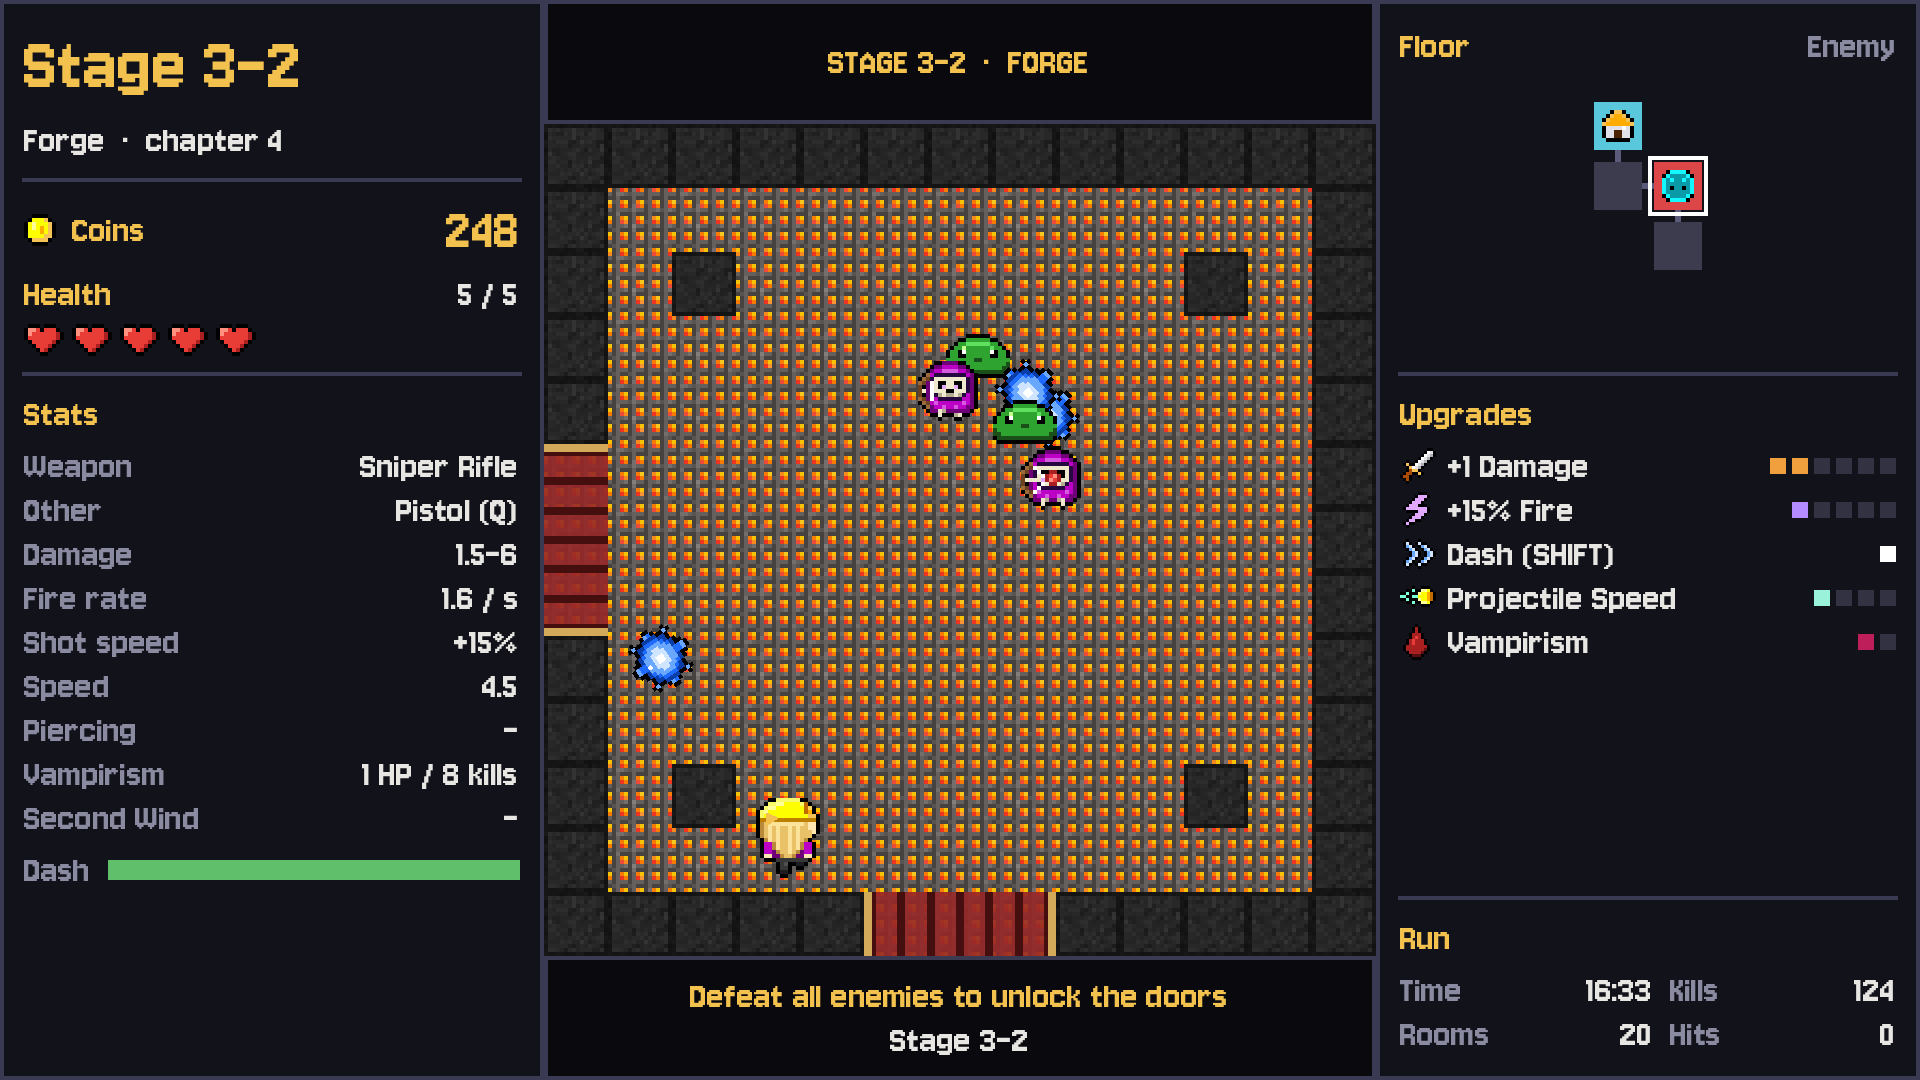 Stage 3-2
Forge · chapter 4
Coins 248
Health 5 / 5
Stats
Weapon Sniper Rifle
Other Pistol (Q)
Damage 1.5-6
Fire rate 1.6 / s
Shot speed +15%
Speed 4.5
Piercing -
Vampirism 1 HP / 8 kills
Second Wind -
Dash
STAGE 3-2 · FORGE
Defeat all enemies to unlock the doors
Stage 3-2
Floor Enemy
Upgrades
+1 Damage
+15% Fire
Dash (SHIFT)
Projectile Speed
Vampirism
Run
Time 16:33 Kills 124
Rooms 20 Hits 0